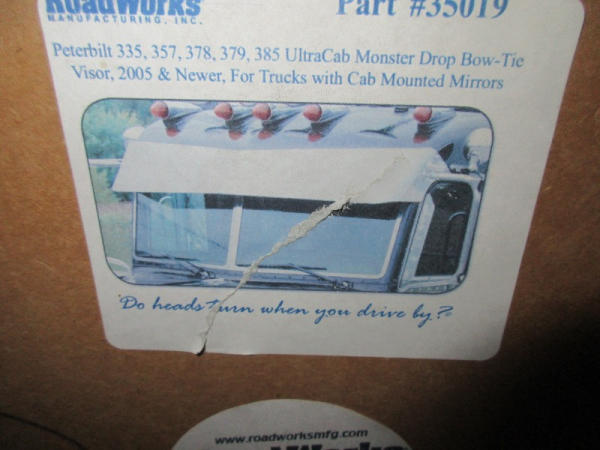 RoadWorks
MANUFACTURING, INC.
Part #35019
Peterbilt 335, 357, 378, 379, 385 UltraCab Monster Drop Bow-Tie
Visor, 2005 & Newer, For Trucks with Cab Mounted Mirrors
"Do heads turn when you drive by?®
www.roadworksmfg.com
RoadWorks